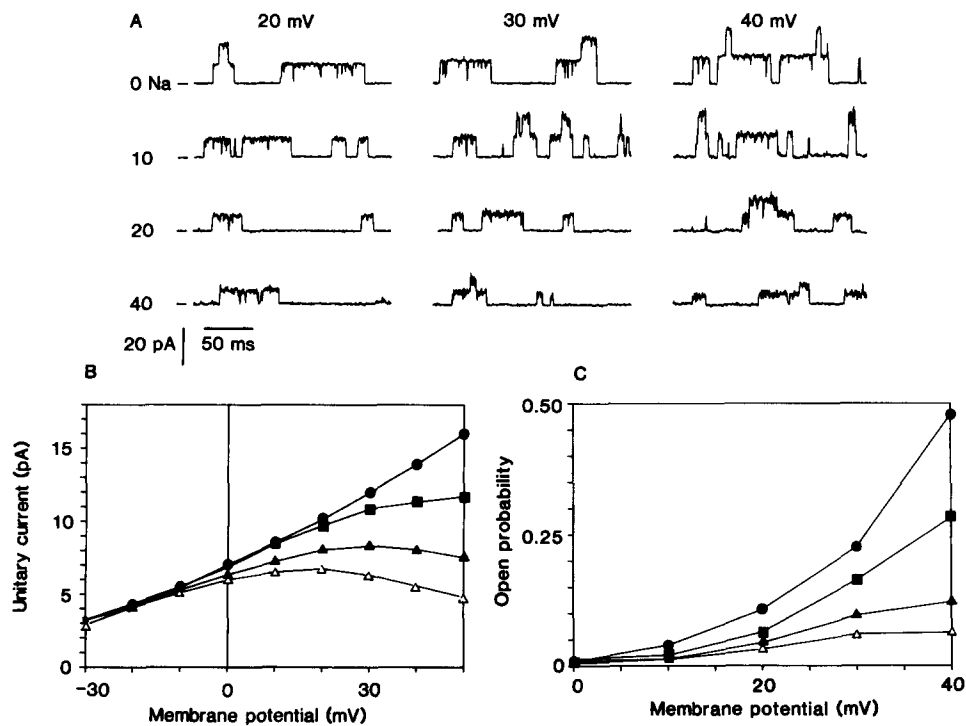 A
20 mV 30 mV 40 mV
0 Na
10
20
40
20 pA 50 ms
B
Unitary current (pA)
15
10
5
0
−30 0 30
Membrane potential (mV)
C
Open probability
0.50
0.25
0
0 20 40
Membrane potential (mV)